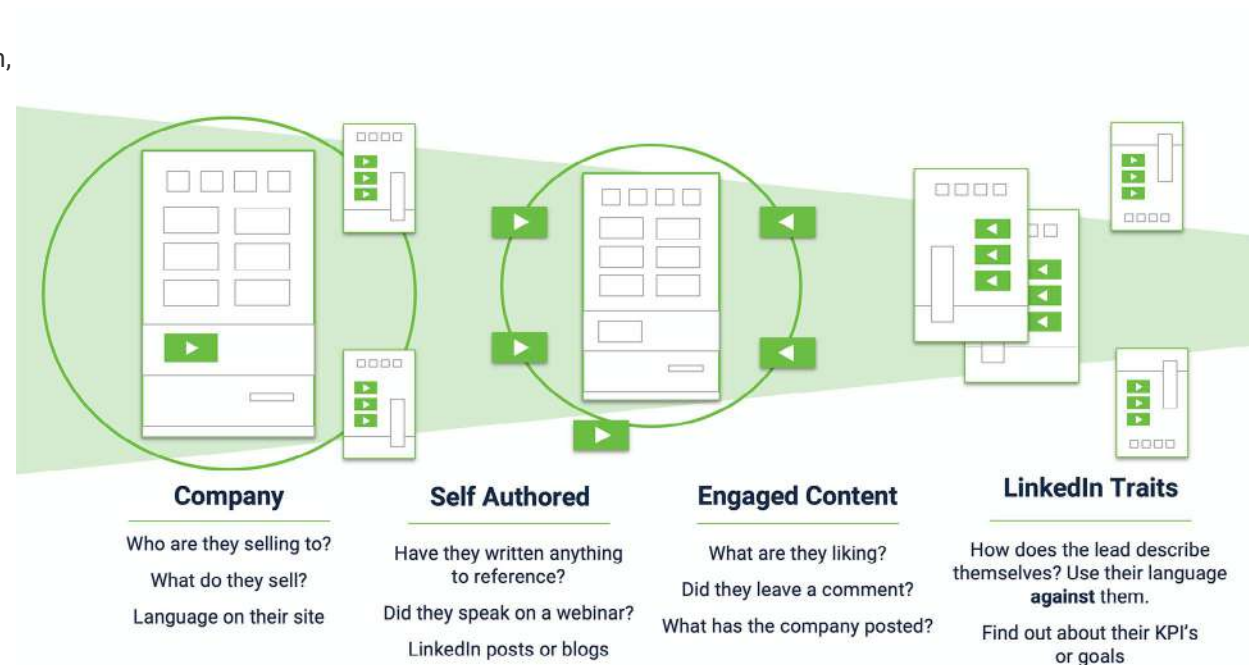 n,
Company
Who are they selling to?
What do they sell?
Language on their site
Self Authored
Have they written anything
to reference?
Did they speak on a webinar?
LinkedIn posts or blogs
Engaged Content
What are they liking?
Did they leave a comment?
What has the company posted?
LinkedIn Traits
How does the lead describe
themselves? Use their language
against them.
Find out about their KPI's
or goals